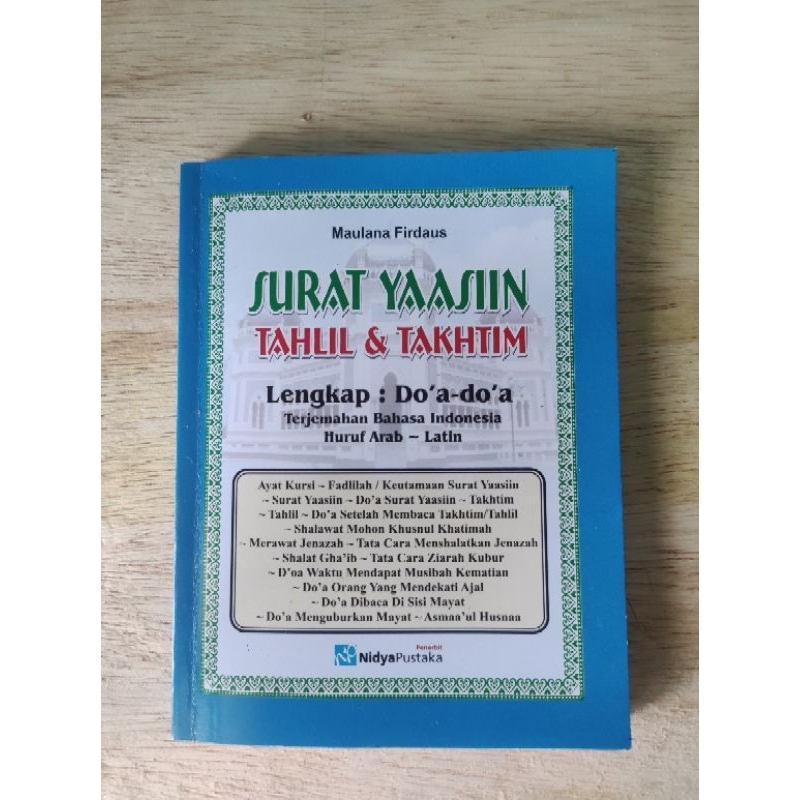 Maulana Firdaus
SURAT YAASIIN
TAHLIL & TAKHTIM
Lengkap : Do'a-do'a
Terjemahan Bahasa Indonesia
Huruf Arab ~ Latin
Ayat Kursi ~ Fadlilah / Keutamaan Surat Yaasiin
~ Surat Yaasiin ~ Do'a Surat Yaasiin ~ Takhtim
~ Tahlil ~ Do'a Setelah Membaca Takhtim/Tahlil
~ Shalawat Mohon Khusnul Khatimah
~ Merawat Jenazah ~ Tata Cara Menshalatkan Jenazah
~ Shalat Gha'ib ~ Tata Cara Ziarah Kubur
~ D'oa Waktu Mendapat Musibah Kematian
~ Do'a Orang Yang Mendekati Ajal
~ Do'a Dibaca Di Sisi Mayat
~ Do'a Menguburkan Mayat ~ Asmaa'ul Husnaa
Penerbit
NidyaPustaka